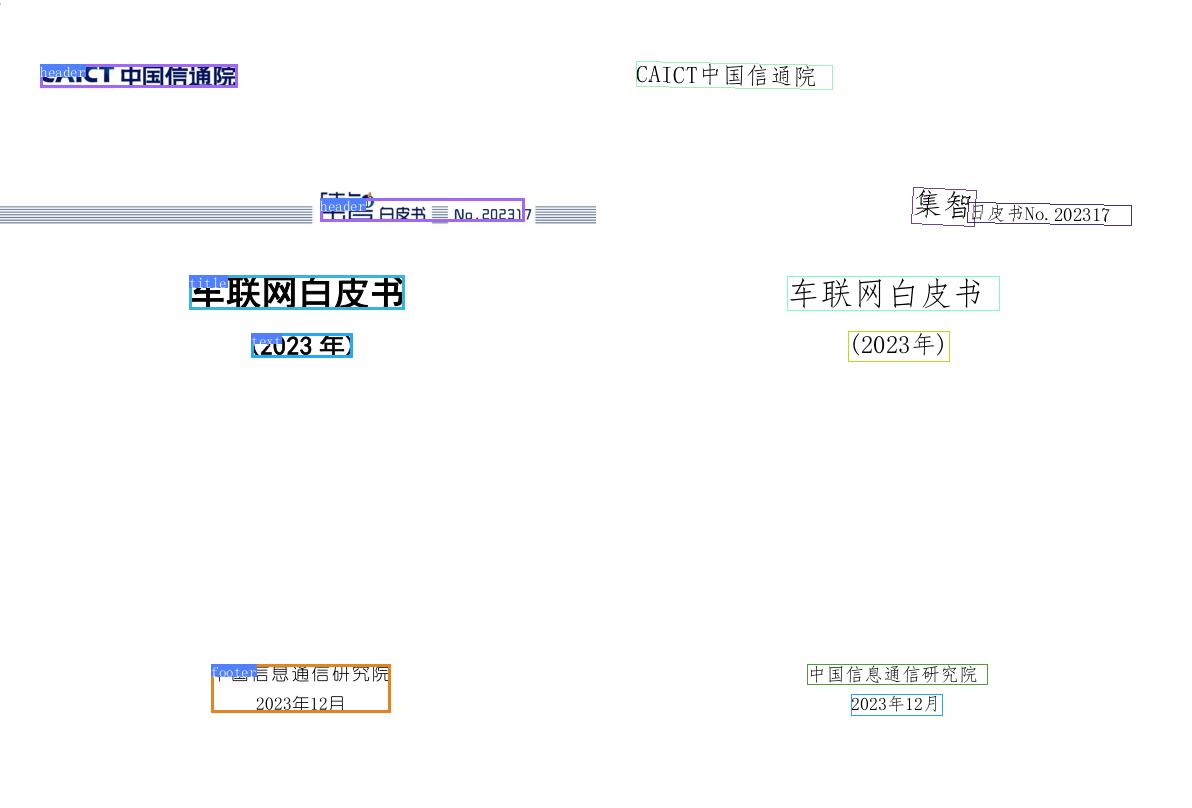 header
CAICT 中国信通院
CAICT中国信通院
header
白皮书 No.202317
集智
白皮书No.202317
title
车联网白皮书
车联网白皮书
text
(2023 年)
(2023年)
footer
中国信息通信研究院
2023年12月
中国信息通信研究院
2023年12月